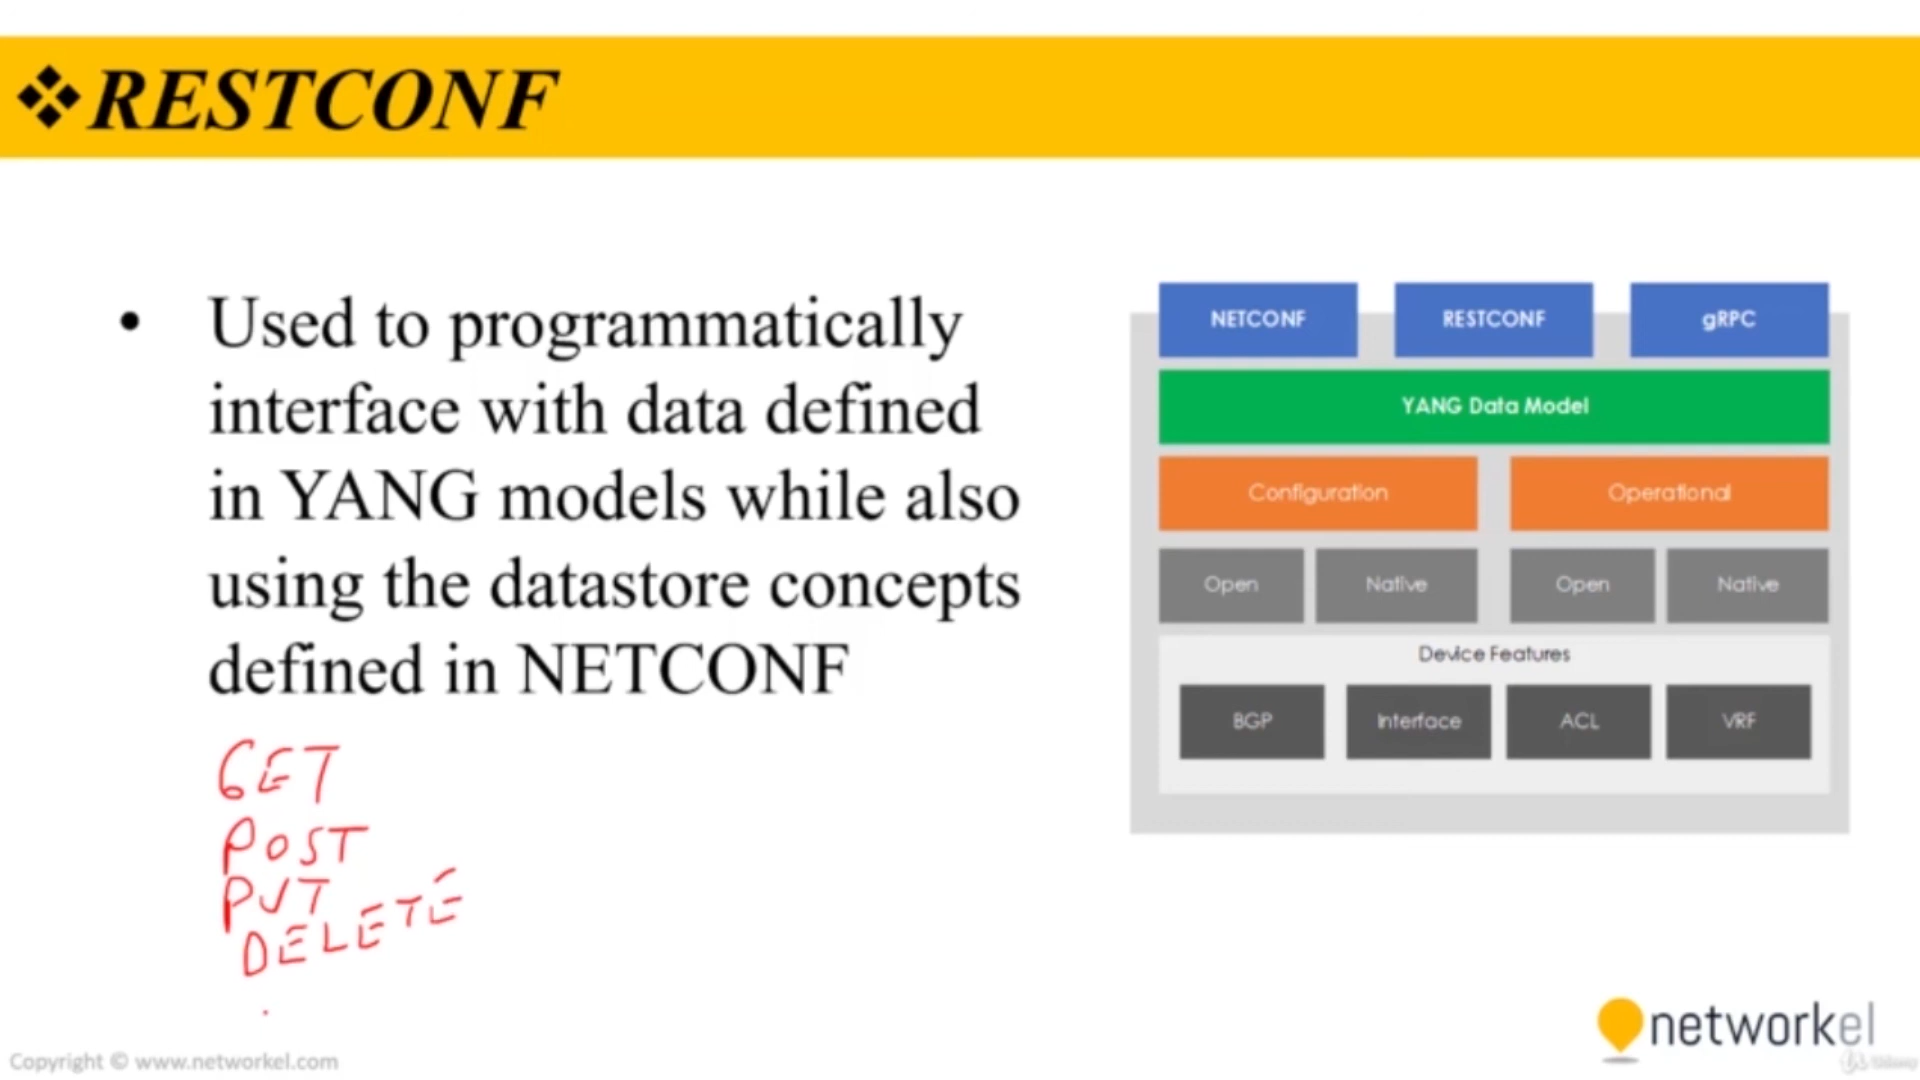 ❖RESTCONF
• Used to programmatically
interface with data defined
in YANG models while also
using the datastore concepts
defined in NETCONF
GET
POST
PUT
DELETE
NETCONF RESTCONF gRPC
YANG Data Model
Configuration Operational
Open Native Open Native
Device Features
BGP Interface ACL VRF
networkel
Udemy
Copyright © www.networkel.com